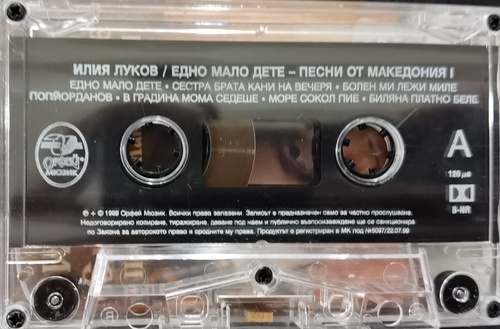 ИЛИЯ ЛУКОВ / ЕДНО МАЛО ДЕТЕ – ПЕСНИ ОТ МАКЕДОНИЯ I
ЕДНО МАЛО ДЕТЕ • СЕСТРА БРАТА КАНИ НА ВЕЧЕРЯ • БОЛЕН МИ ЛЕЖИ МИЛЕ
ПОПЙОРДАНОВ • В ГРАДИНА МОМА СЕДЕШЕ • МОРЕ СОКОЛ ПИЕ • БИЛЯНА ПЛАТНО БЕЛЕ
Орфей
МЮЗИК
A
120 µs
B-NR
℗ + © 1999 Орфей Мюзик. Всички права запазени. Записът е предназначен само за частно прослушване.
Неоторизирано копиране, тиражиране, даване под наем и публично възпроизвеждане ще се санкционира
по Закона за авторското право и сродните му права. Продуктът е регистриран в МК под №5097/22.07.99